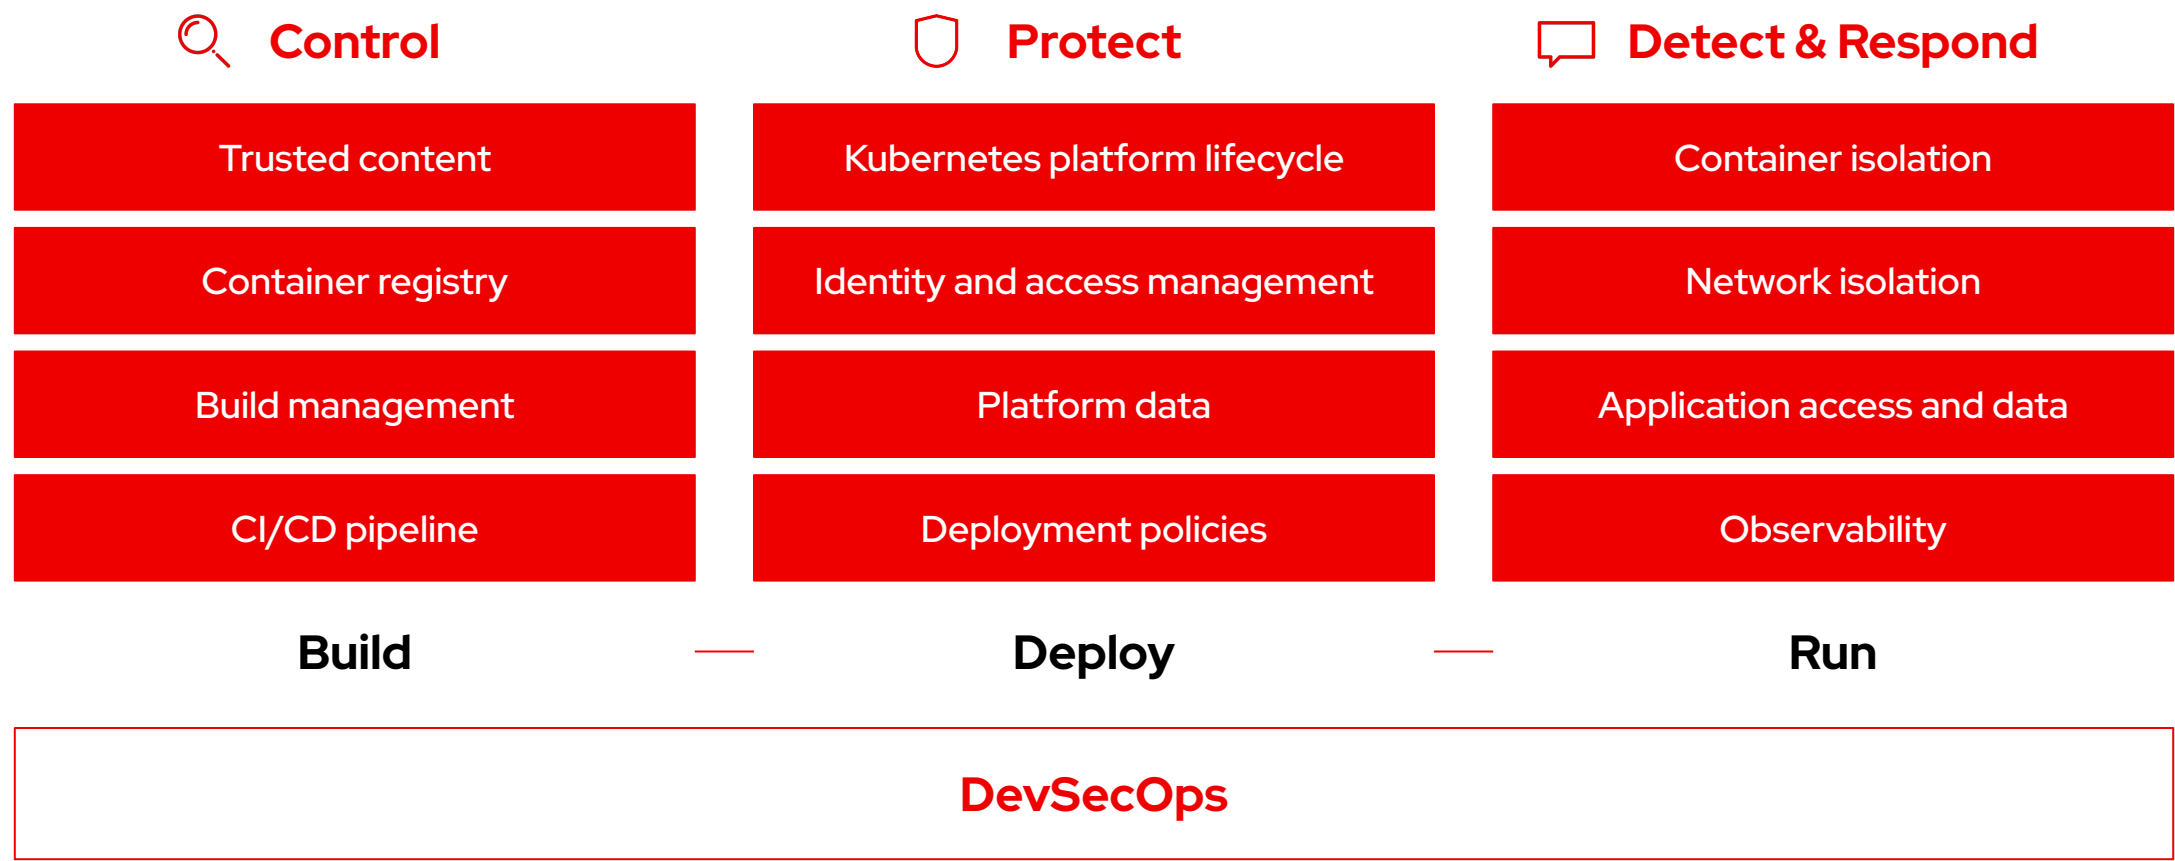 Control
Protect
Detect & Respond
Trusted content
Kubernetes platform lifecycle
Container isolation
Container registry
Identity and access management
Network isolation
Build management
Platform data
Application access and data
CI/CD pipeline
Deployment policies
Observability
Build
Deploy
Run
DevSecOps